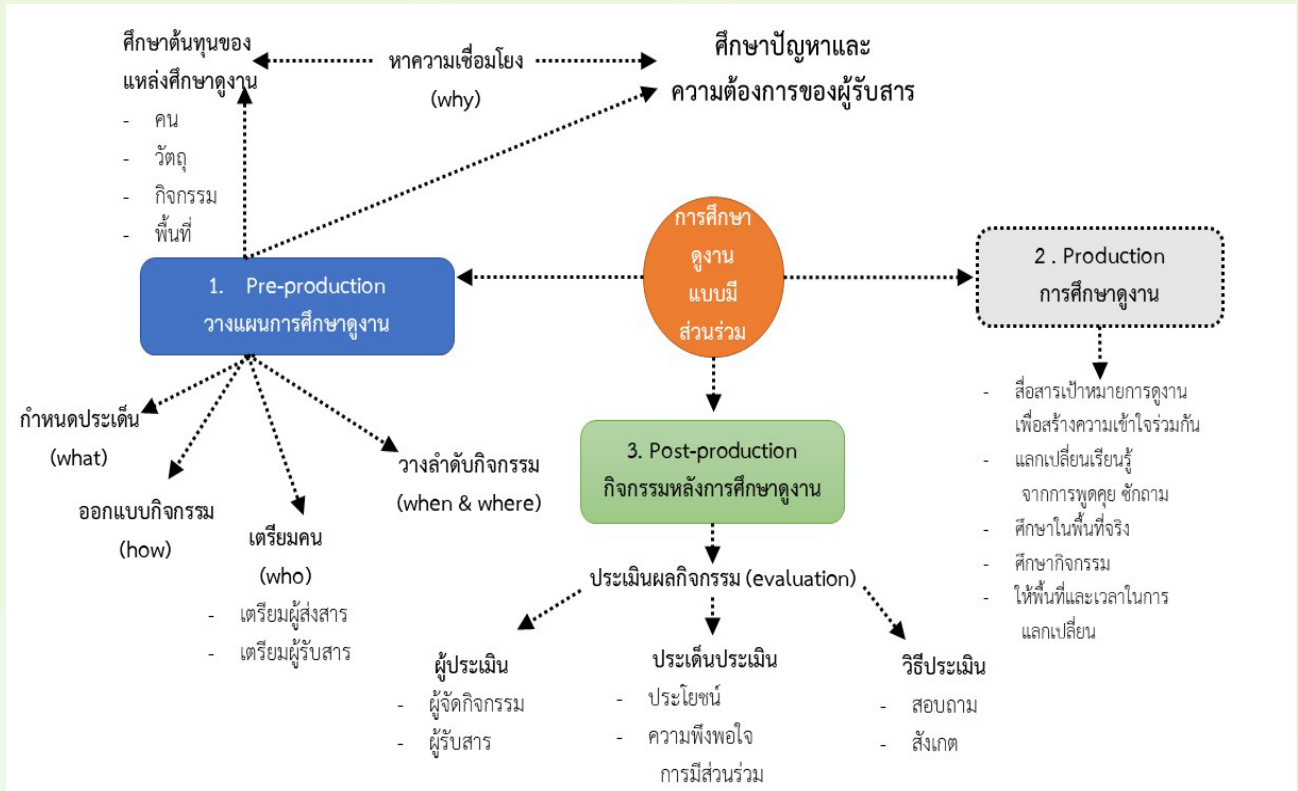 ศึกษาต้นทุนของ
แหล่งศึกษาดูงาน
- คน
- วัตถุ
- กิจกรรม
- พื้นที่
หาความเชื่อมโยง
(why)
ศึกษาปัญหาและ
ความต้องการของผู้รับสาร
การศึกษา
ดูงาน
แบบมี
ส่วนร่วม
1. Pre-production
วางแผนการศึกษาดูงาน
กำหนดประเด็น
(what)
ออกแบบกิจกรรม
(how)
เตรียมคน
(who)
- เตรียมผู้ส่งสาร
- เตรียมผู้รับสาร
วางลำดับกิจกรรม
(when & where)
2 . Production
การศึกษาดูงาน
- สื่อสารเป้าหมายการดูงาน
เพื่อสร้างความเข้าใจร่วมกัน
- แลกเปลี่ยนเรียนรู้
จากการพูดคุย ซักถาม
- ศึกษาในพื้นที่จริง
- ศึกษากิจกรรม
- ให้พื้นที่และเวลาในการ
แลกเปลี่ยน
3. Post-production
กิจกรรมหลังการศึกษาดูงาน
ประเมินผลกิจกรรม (evaluation)
ผู้ประเมิน
- ผู้จัดกิจกรรม
- ผู้รับสาร
ประเด็นประเมิน
- ประโยชน์
- ความพึงพอใจ
การมีส่วนร่วม
วิธีประเมิน
- สอบถาม
- สังเกต